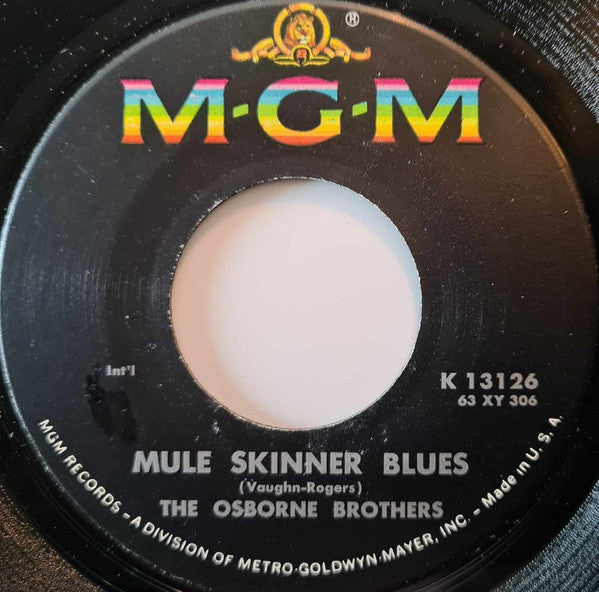 ®
M·G·M
Int'l
K 13126
63 XY 306
MULE SKINNER BLUES
(Vaughn-Rogers)
THE OSBORNE BROTHERS
MGM RECORDS – A DIVISION OF METRO-GOLDWYN-MAYER, INC. – Made in U.S.A.